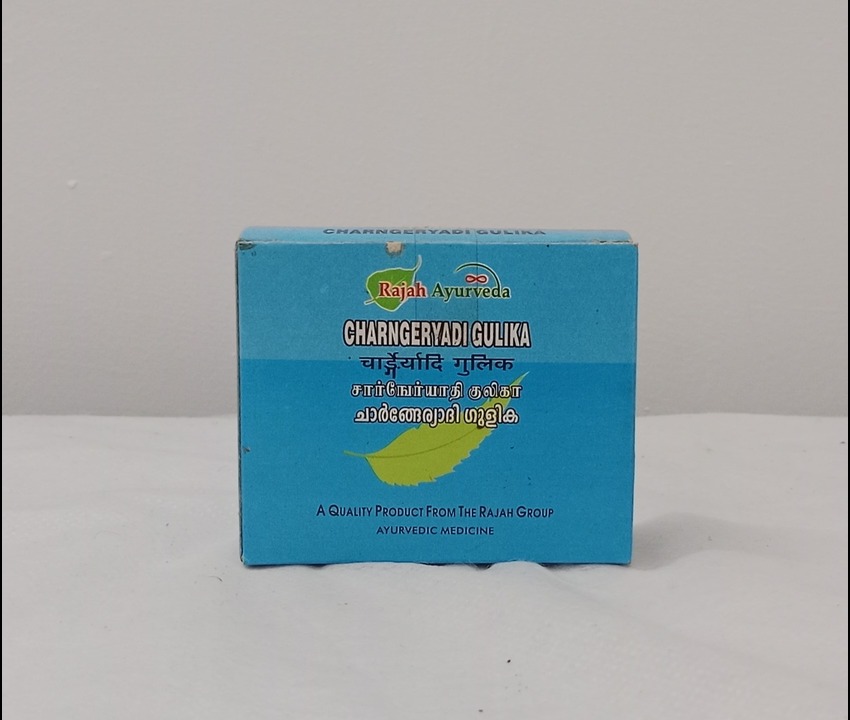 CHARNGERYADI GULIKA
Rajah Ayurveda
CHARNGERYADI GULIKA
चार्ङ्गेर्यादि गुलिक
சார்ங்ேர்யாதி குலிகா
ചാർങ്ങേര്യാദി ഗുളിക
A QUALITY PRODUCT FROM THE RAJAH GROUP
AYURVEDIC MEDICINE